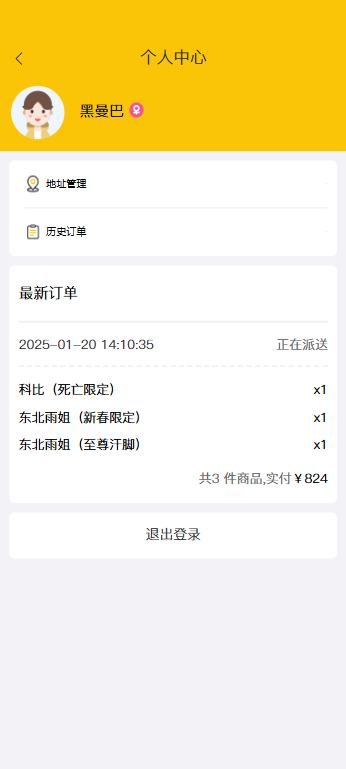 个人中心
黑曼巴
地址管理
历史订单
最新订单
2025-01-20 14:10:35 正在派送
科比（死亡限定） x1
东北雨姐（新春限定） x1
东北雨姐（至尊汗脚） x1
共3 件商品,实付￥824
退出登录